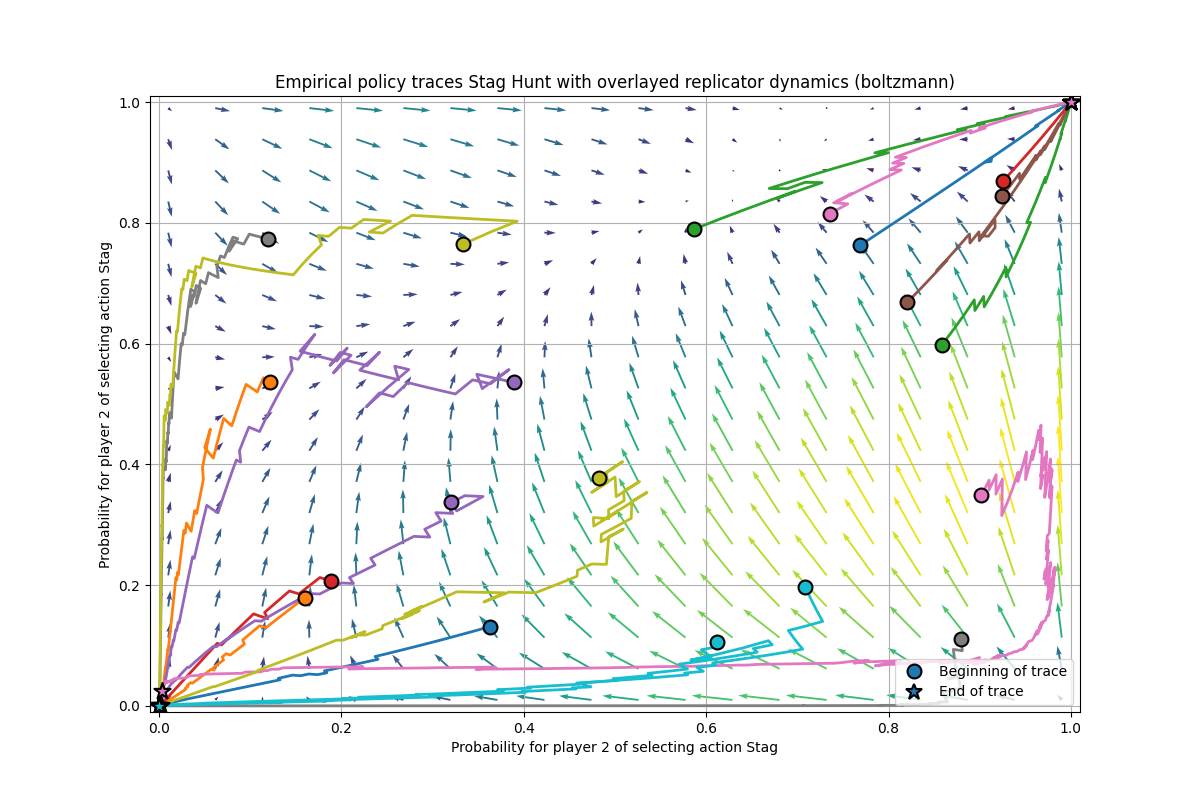 Empirical policy traces Stag Hunt with overlayed replicator dynamics (boltzmann)
Probability for player 2 of selecting action Stag
1.0
0.8
0.6
0.4
0.2
0.0
0.0 0.2 0.4 0.6 0.8 1.0
Probability for player 2 of selecting action Stag
Beginning of trace
End of trace